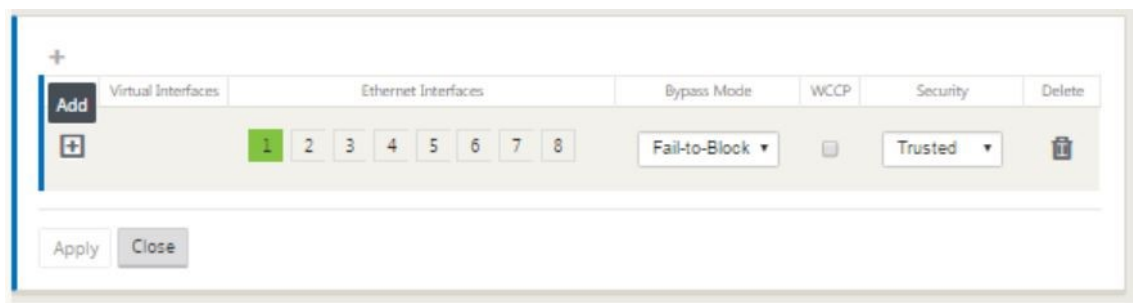 +
Add Virtual Interfaces Ethernet Interfaces Bypass Mode WCCP Security Delete
1 2 3 4 5 6 7 8 Fail-to-Block Trusted
Apply Close